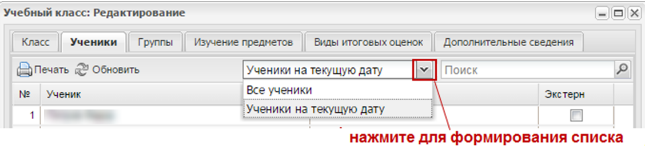 Учебный класс: Редактирование
Класс Ученики Группы Изучение предметов Виды итоговых оценок Дополнительные сведения
Печать Обновить Ученики на текущую дату Поиск
№ Ученик Все ученики Экстерн
Ученики на текущую дату
1
нажмите для формирования списка